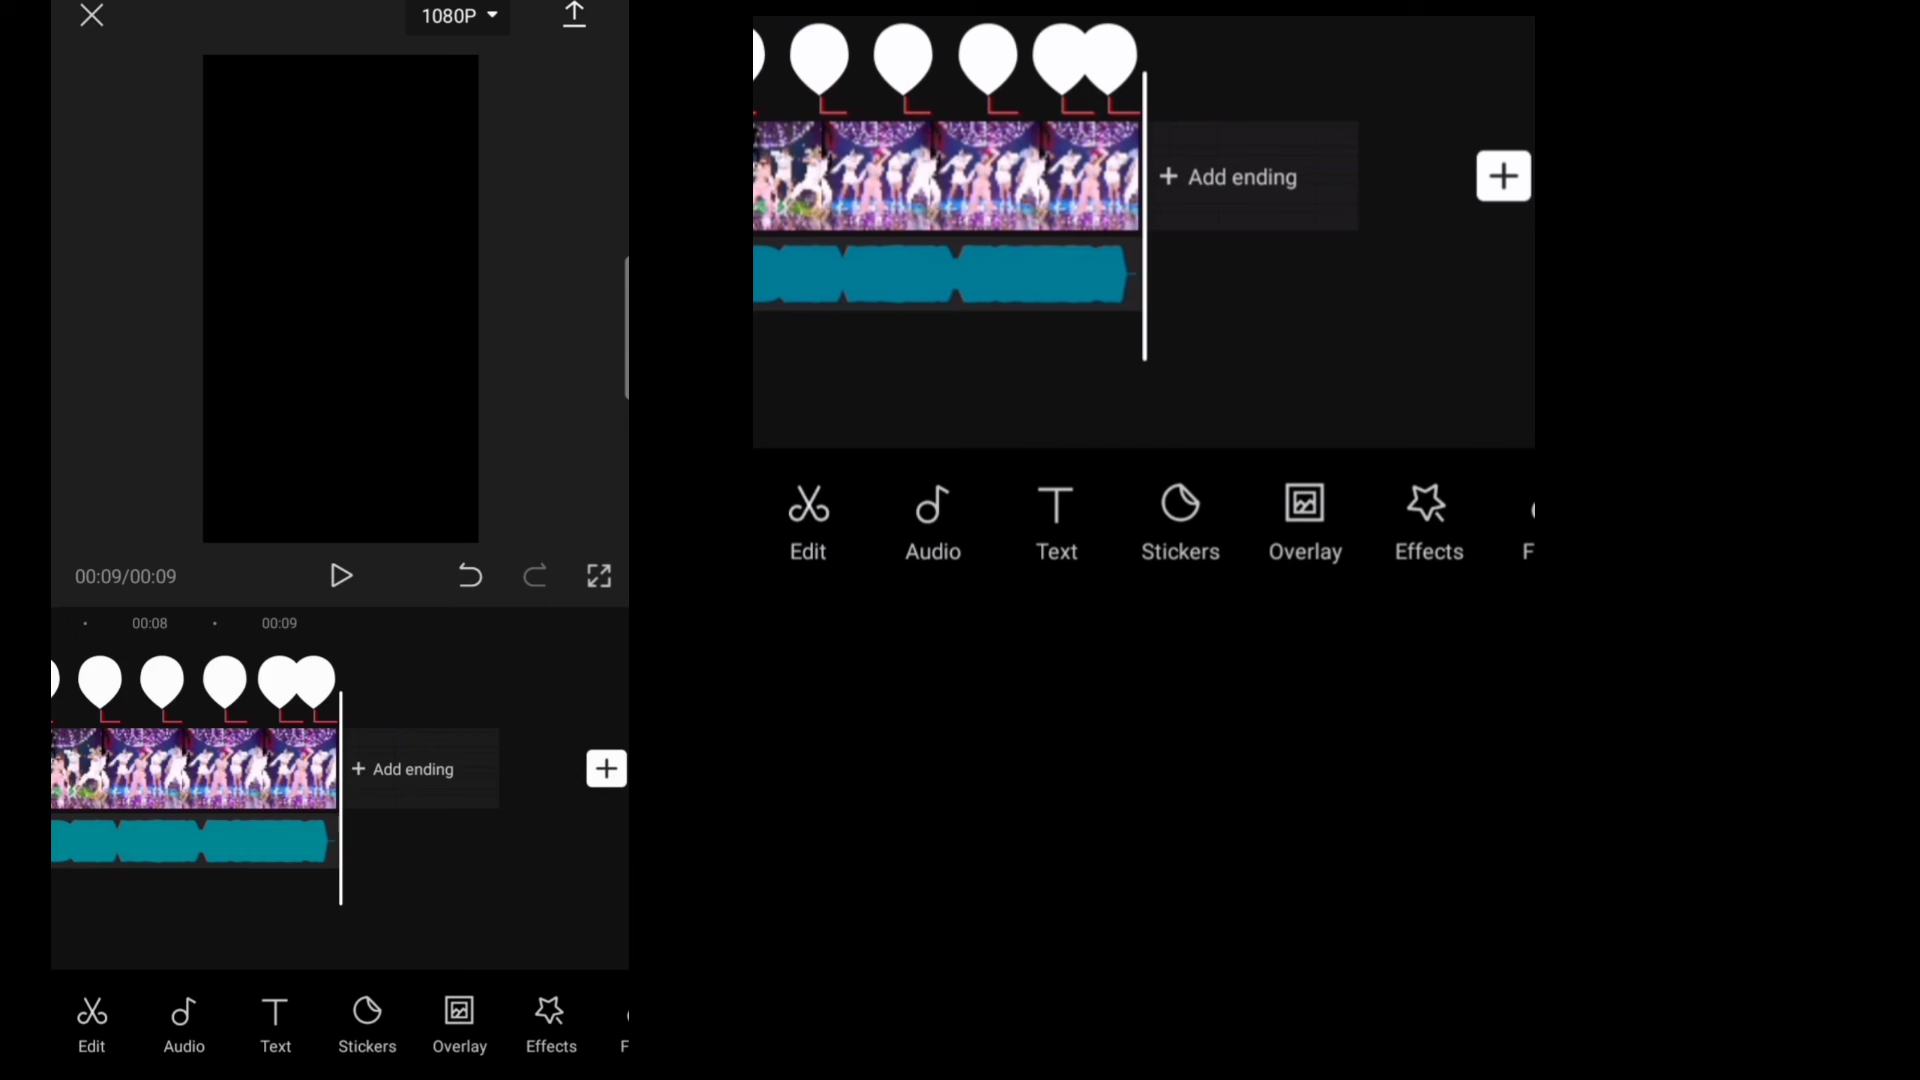 1080P
00:09/00:09
00:08
00:09
+ Add ending
Edit
Audio
Text
Stickers
Overlay
Effects
F
+ Add ending
Edit
Audio
Text
Stickers
Overlay
Effects
F